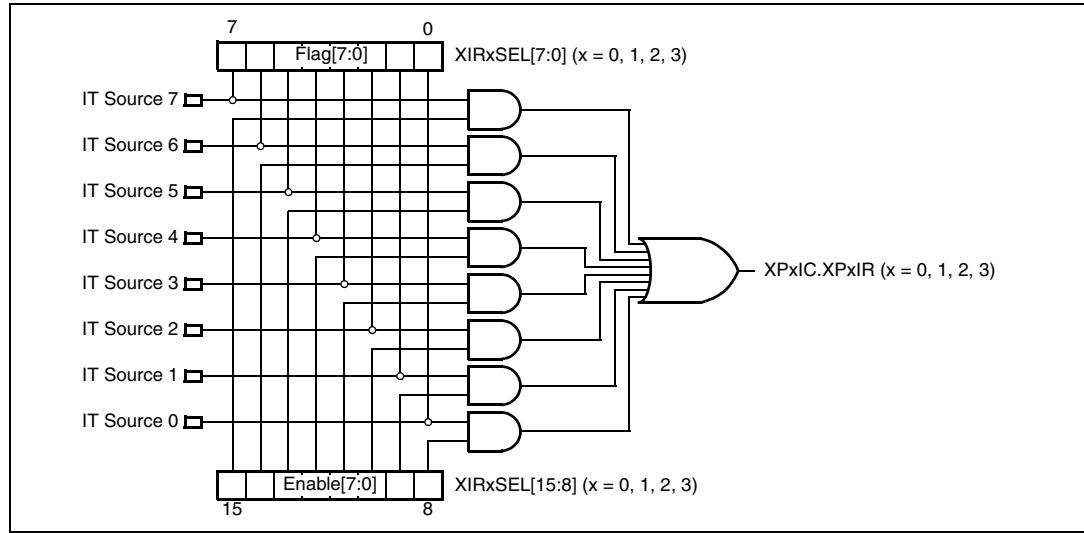 7 0
Flag[7:0] XIRxSEL[7:0] (x = 0, 1, 2, 3)
IT Source 7
IT Source 6
IT Source 5
IT Source 4
IT Source 3 XPxIC.XPxIR (x = 0, 1, 2, 3)
IT Source 2
IT Source 1
IT Source 0
Enable[7:0] XIRxSEL[15:8] (x = 0, 1, 2, 3)
15 8